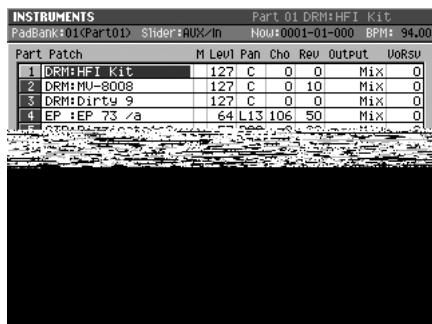 INSTRUMENTS Part 01 DRM:HFI Kit
PadBank:01(Part01) Slider:AUX/In Now:0001-01-000 BPM: 94.00
Part Patch M Levl Pan Cho Rev Output VoRsv
1 DRM:HFI Kit 127 C 0 0 Mix 0
2 DRM:MV-8008 127 C 0 10 Mix 0
3 DRM:Dirty 9 127 C 0 0 Mix 0
4 EP :EP 73 /a 64 L13 106 50 Mix 0